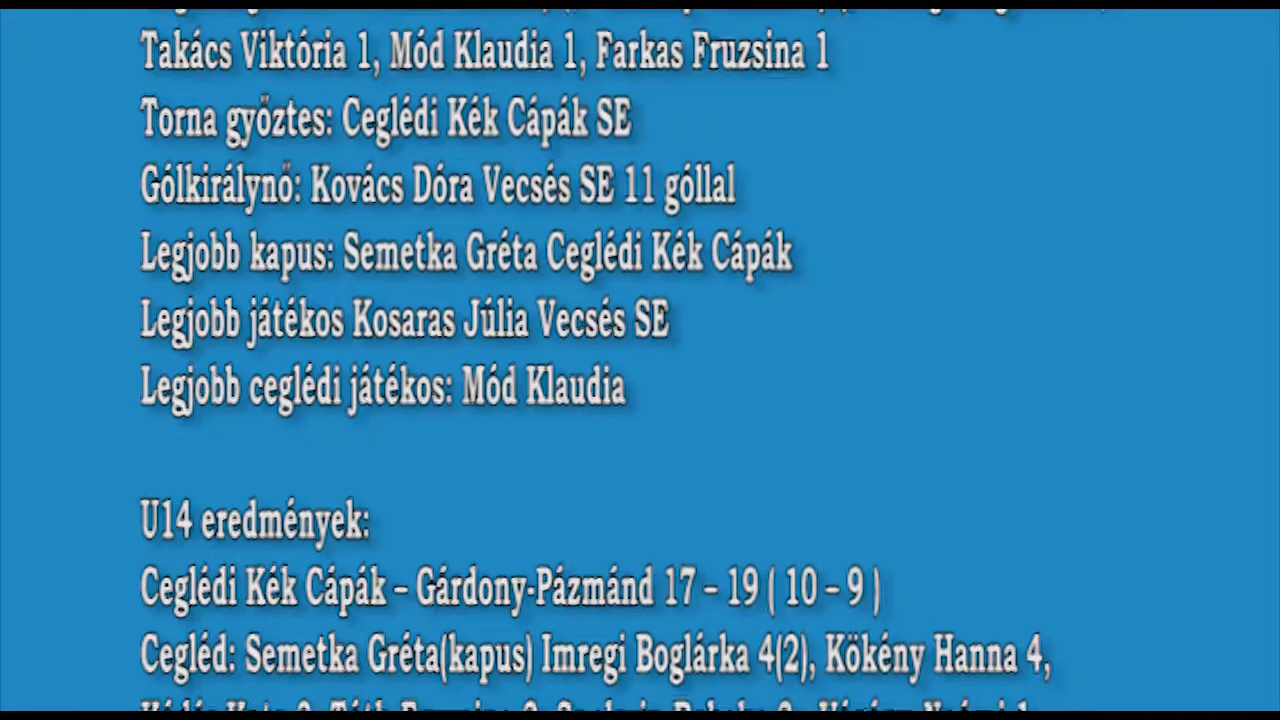 Takács Viktória 1, Mód Klaudia 1, Farkas Fruzsina 1
Torna győztes: Ceglédi Kék Cápák SE
Gólkirálynő: Kovács Dóra Vecsés SE 11 góllal
Legjobb kapus: Semetka Gréta Ceglédi Kék Cápák
Legjobb játékos Kosaras Júlia Vecsés SE
Legjobb ceglédi játékos: Mód Klaudia
U14 eredmények:
Ceglédi Kék Cápák – Gárdony-Pázmánd 17 – 19 ( 10 – 9 )
Cegléd: Semetka Gréta(kapus) Imregi Boglárka 4(2), Kökény Hanna 4,